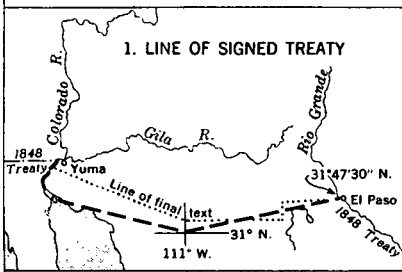 1. LINE OF SIGNED TREATY
Colorado R.
Rio Grande
Gila R.
1848
Treaty
Yuma
31°47'30" N.
El Paso
Line of final text
1848
Treaty
31° N.
111° W.